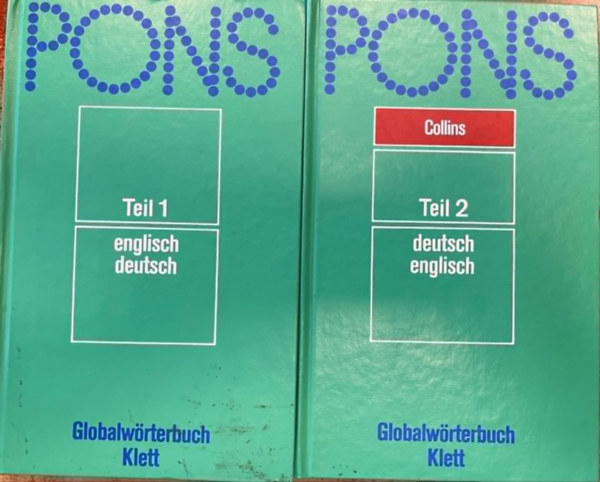 PONS
Teil 1
englisch
deutsch
Globalwörterbuch
Klett
PONS
Collins
Teil 2
deutsch
englisch
Globalwörterbuch
Klett